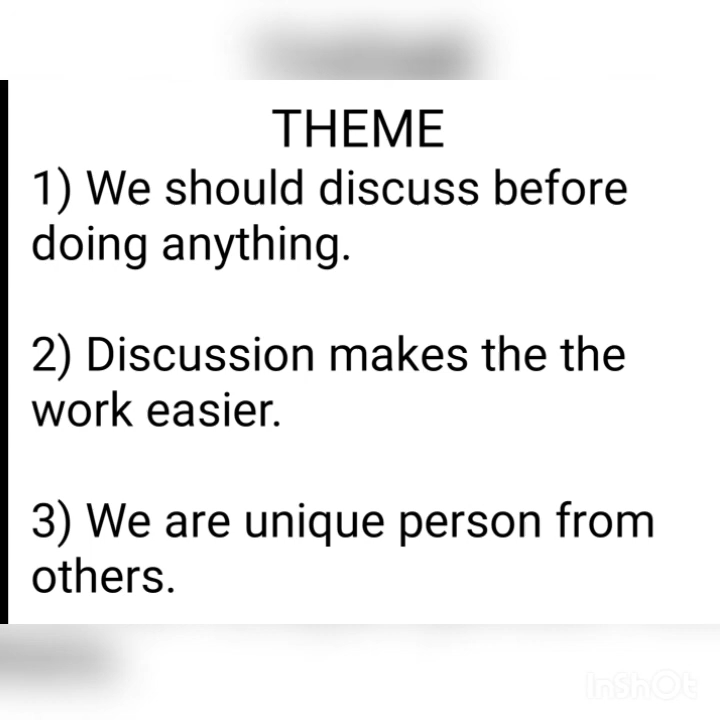 THEME
1) We should discuss before
doing anything.
2) Discussion makes the the
work easier.
3) We are unique person from
others.
InShOt